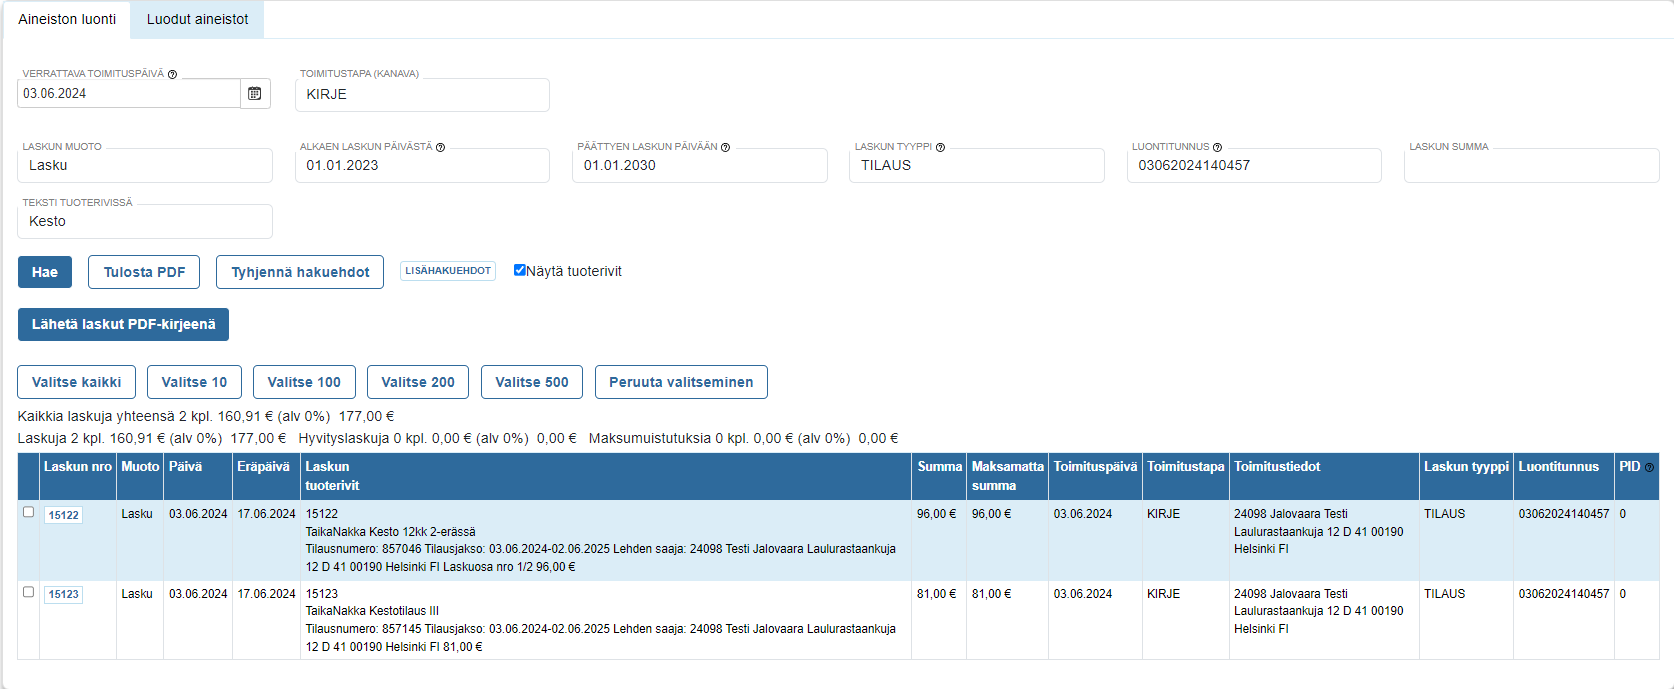 Aineiston luonti Luodut aineistot
VERRATTAVA TOIMITUSPÄIVÄ TOIMITUSTAPA (KANAVA)
03.06.2024 KIRJE
LASKUN MUOTO ALKAEN LASKUN PÄIVÄSTÄ PÄÄTTYEN LASKUN PÄIVÄÄN LASKUN TYYPPI LUONTITUNNUS LASKUN SUMMA
Lasku 01.01.2023 01.01.2030 TILAUS 03062024140457
TEKSTI TUOTERIVISSÄ
Kesto
Hae Tulosta PDF Tyhjennä hakuehdot LISÄHAKUEHDOT Näytä tuoterivit
Lähetä laskut PDF-kirjeenä
Valitse kaikki Valitse 10 Valitse 100 Valitse 200 Valitse 500 Peruuta valitseminen
Kaikkia laskuja yhteensä 2 kpl. 160,91 € (alv 0%) 177,00 €
Laskuja 2 kpl. 160,91 € (alv 0%) 177,00 € Hyvityslaskuja 0 kpl. 0,00 € (alv 0%) 0,00 € Maksumuistutuksia 0 kpl. 0,00 € (alv 0%) 0,00 €
Laskun nro Muoto Päivä Eräpäivä Laskun Summa Maksamatta Toimituspäivä Toimitustapa Toimitustiedot Laskun tyyppi Luontitunnus PID
tuoterivit summa
15122 Lasku 03.06.2024 17.06.2024 15122 96,00 € 96,00 € 03.06.2024 KIRJE 24098 Jalovaara Testi TILAUS 03062024140457 0
TaikaNakka Kesto 12kk 2-erässä Laulurastaankuja 12 D 41 00190
Tilausnumero: 857046 Tilausjakso: 03.06.2024-02.06.2025 Lehden saaja: 24098 Testi Jalovaara Laulurastaankuja Helsinki FI
12 D 41 00190 Helsinki FI Laskuosa nro 1/2 96,00 €
15123 Lasku 03.06.2024 17.06.2024 15123 81,00 € 81,00 € 03.06.2024 KIRJE 24098 Jalovaara Testi TILAUS 03062024140457 0
TaikaNakka Kestotilaus III Laulurastaankuja 12 D 41 00190
Tilausnumero: 857145 Tilausjakso: 03.06.2024-02.06.2025 Lehden saaja: 24098 Testi Jalovaara Laulurastaankuja Helsinki FI
12 D 41 00190 Helsinki FI 81,00 €